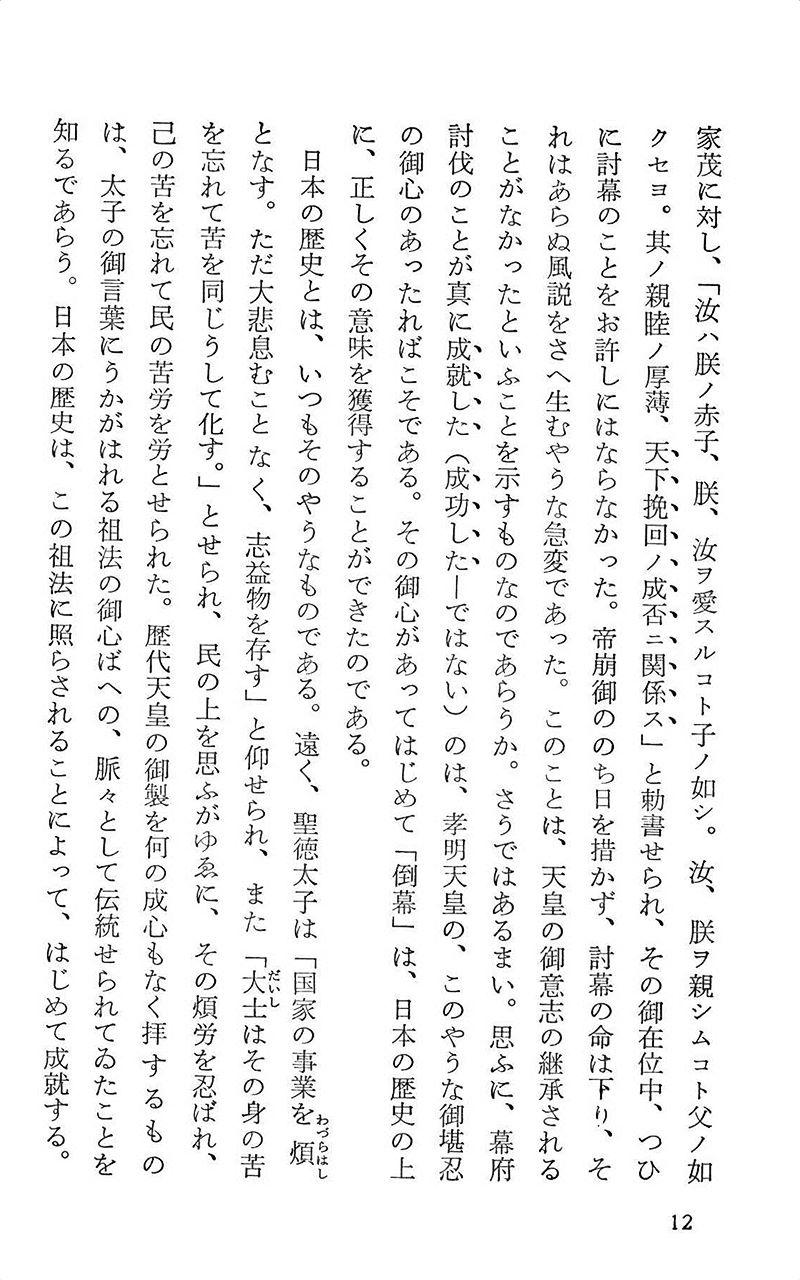 家茂に対し、「汝ハ朕ノ赤子、朕、汝ヲ愛スルコト子ノ如シ。汝、朕ヲ親シムコト父ノ如
クセヨ。其ノ親睦ノ厚薄、天下挽回ノ成否ニ関係ス」と勅書せられ、その御在位中、つひ
に討幕のことをお許しにはならなかった。帝崩御ののち日を措かず、討幕の命は下り、そ
れはあらぬ風説をさへ生むやうな急変であった。このことは、天皇の御意志の継承される
ことがなかったといふことを示すものなのであらうか。さうではあるまい。思ふに、幕府
討伐のことが真に成就した（成功した―ではない）のは、孝明天皇の、このやうな御堪忍
の御心のあったればこそである。その御心があってはじめて「倒幕」は、日本の歴史の上
に、正しくその意味を獲得することができたのである。
日本の歴史とは、いつもそのやうなものである。遠く、聖徳太子は「国家の事業を煩わづらはし
となす。ただ大悲息むことなく、志益物を存す」と仰せられ、また「大士だいしはその身の苦
を忘れて苦を同じうして化す。」とせられ、民の上を思ふがゆゑに、その煩労を忍ばれ、
己の苦を忘れて民の苦労を労とせられた。歴代天皇の御製を何の成心もなく拝するもの
は、太子の御言葉にうかがはれる祖法の御心ばへの、脈々として伝統せられてゐたことを
知るであらう。日本の歴史は、この祖法に照らされることによって、はじめて成就する。
12